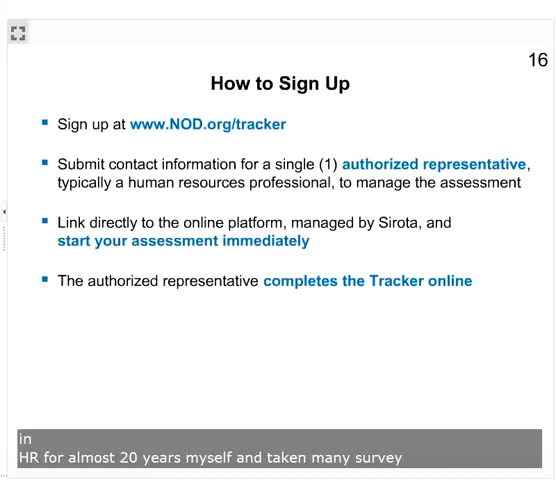 16
How to Sign Up
Sign up at www.NOD.org/tracker
Submit contact information for a single (1) authorized representative,
typically a human resources professional, to manage the assessment
Link directly to the online platform, managed by Sirota, and
start your assessment immediately
The authorized representative completes the Tracker online
in
HR for almost 20 years myself and taken many survey